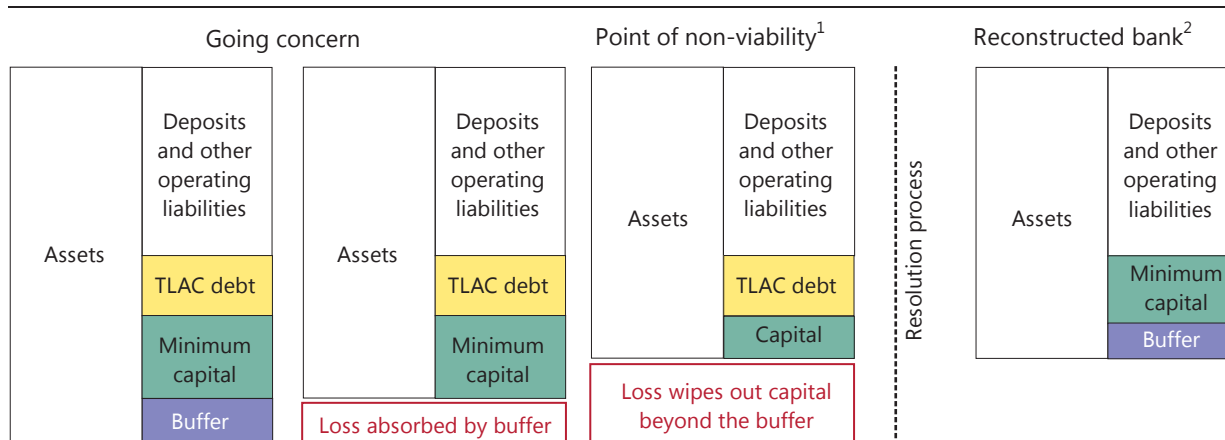 Going concern
Point of non-viability1
Reconstructed bank2
Assets
Deposits
and other
operating
liabilities
TLAC debt
Minimum
capital
Buffer
Assets
Deposits
and other
operating
liabilities
TLAC debt
Minimum
capital
Loss absorbed by buffer
Assets
Deposits
and other
operating
liabilities
TLAC debt
Capital
Loss wipes out capital
beyond the buffer
Resolution process
Assets
Deposits
and other
operating
liabilities
Minimum
capital
Buffer